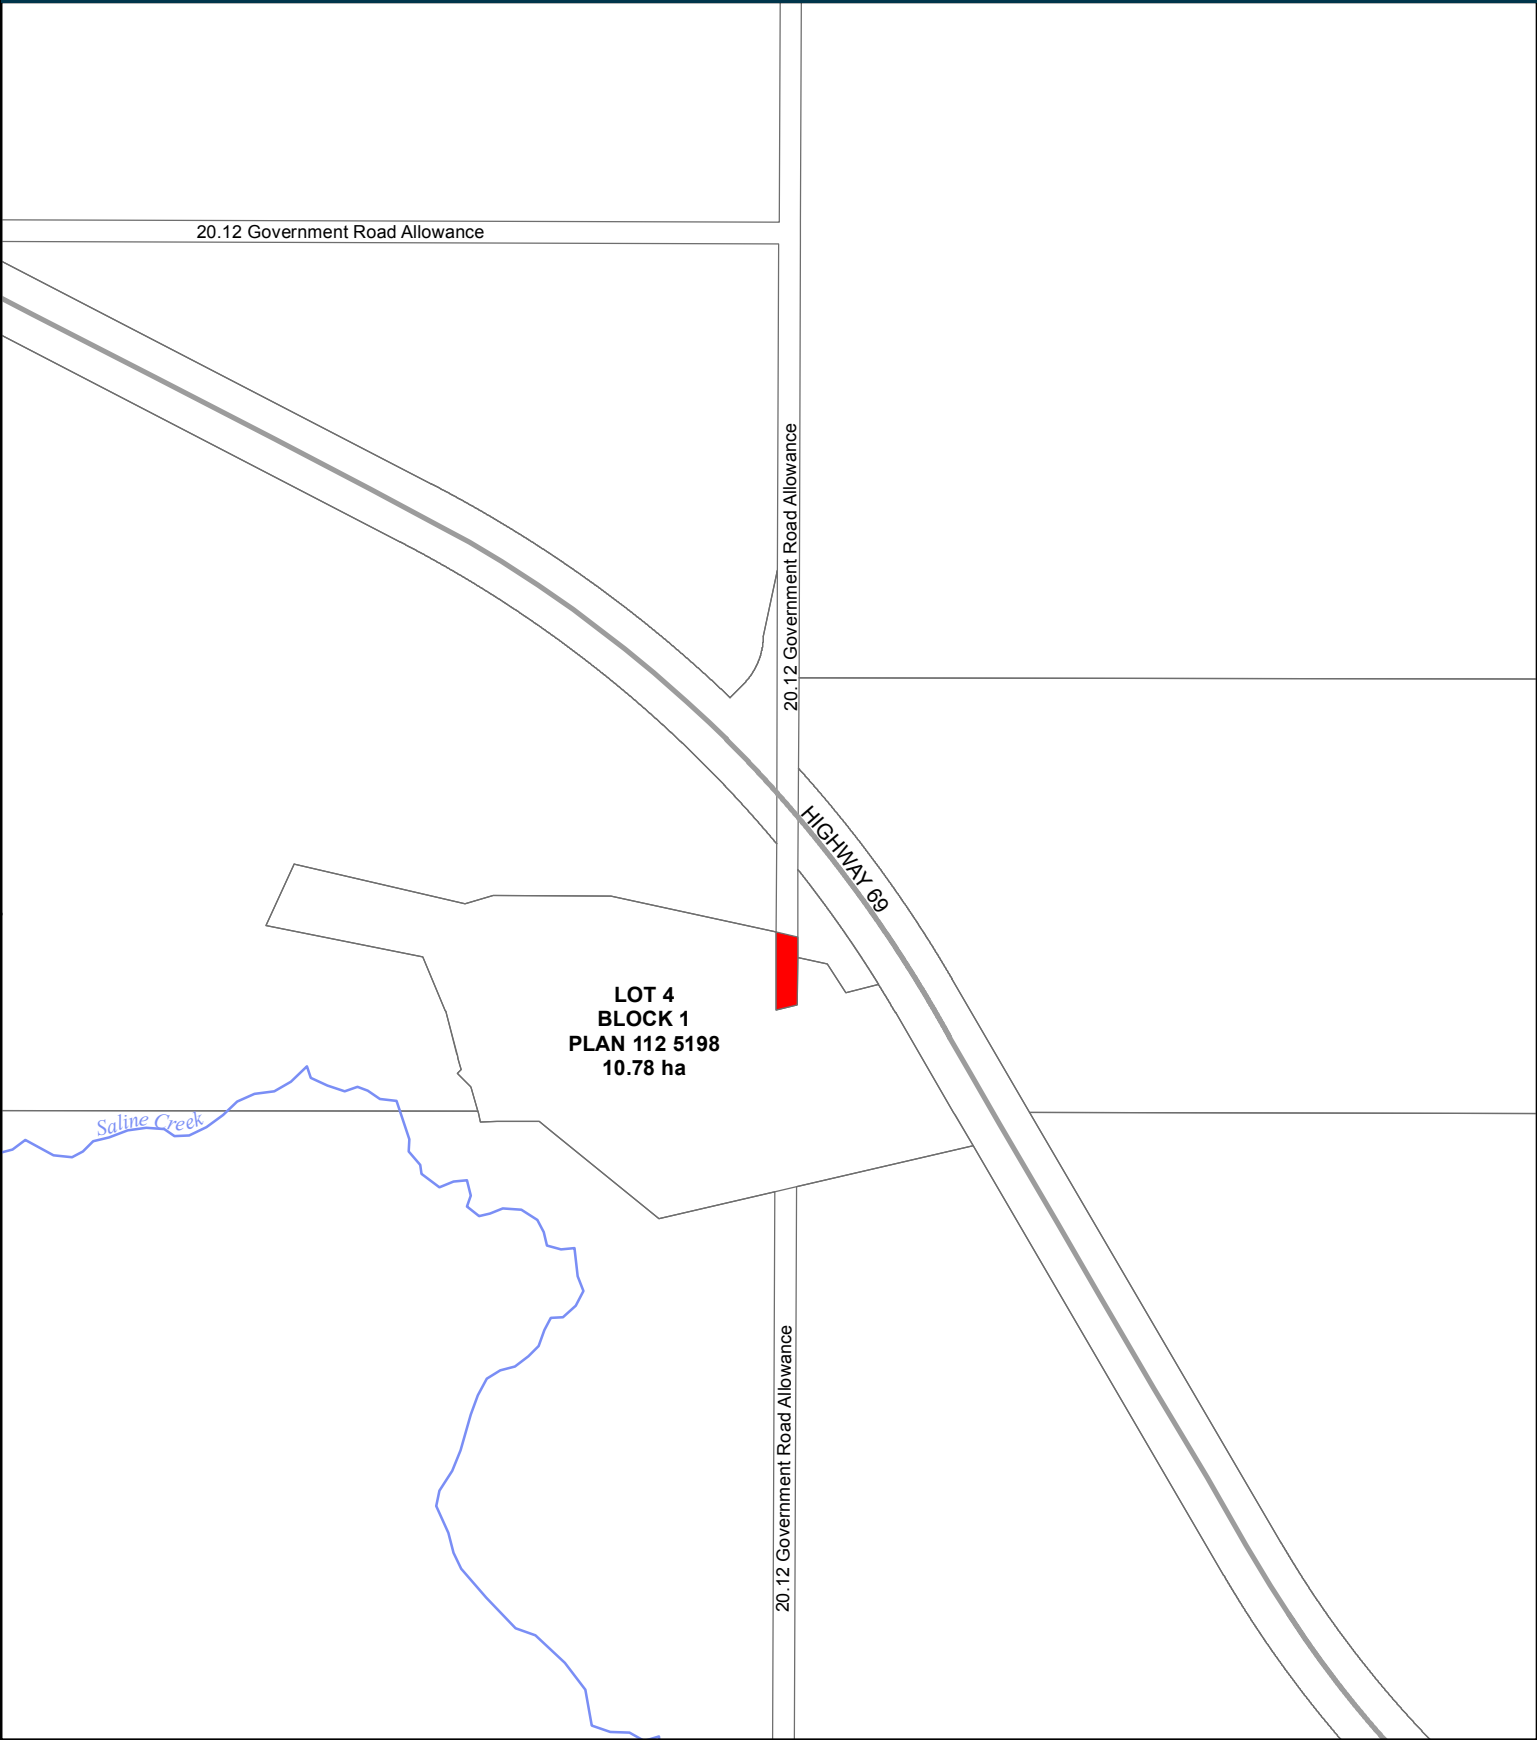 20.12 Government Road Allowance
20.12 Government Road Allowance
HIGHWAY 69
LOT 4
BLOCK 1
PLAN 112 5198
10.78 ha
Saline Creek
20.12 Government Road Allowance